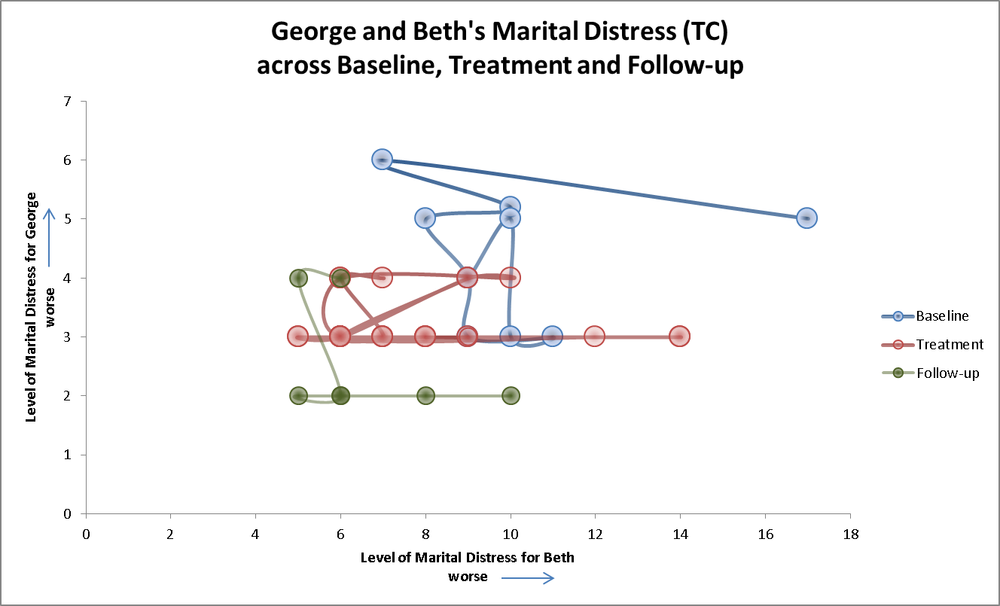 George and Beth's Marital Distress (TC)
across Baseline, Treatment and Follow-up
Level of Marital Distress for George
worse
7
6
5
4
3
2
1
0
0 2 4 6 8 10 12 14 16 18
Level of Marital Distress for Beth
worse
Baseline
Treatment
Follow-up